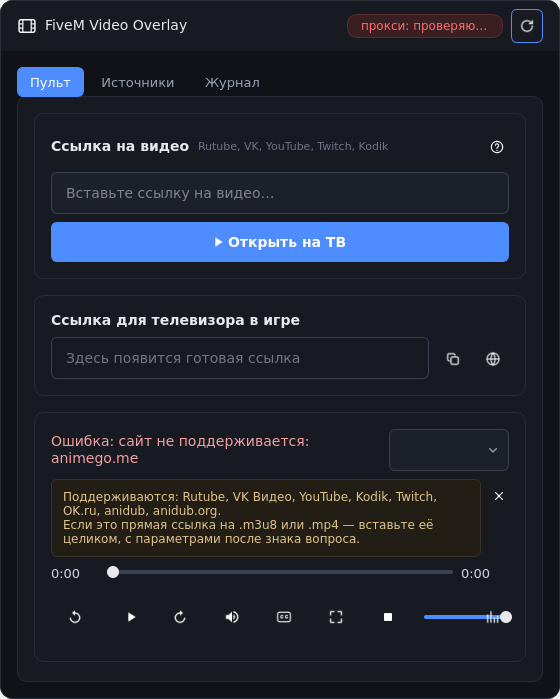 FiveM Video Overlay
прокси: проверяю...
Пульт
Источники
Журнал
Ссылка на видео
Rutube, VK, YouTube, Twitch, Kodik
Вставьте ссылку на видео...
Открыть на ТВ
Ссылка для телевизора в игре
Здесь появится готовая ссылка
Ошибка: сайт не поддерживается:
animego.me
Поддерживаются: Rutube, VK Видео, YouTube, Kodik, Twitch,
OK.ru, anidub, anidub.org.
Если это прямая ссылка на .m3u8 или .mp4 — вставьте её
целиком, с параметрами после знака вопроса.
0:00
0:00
CC